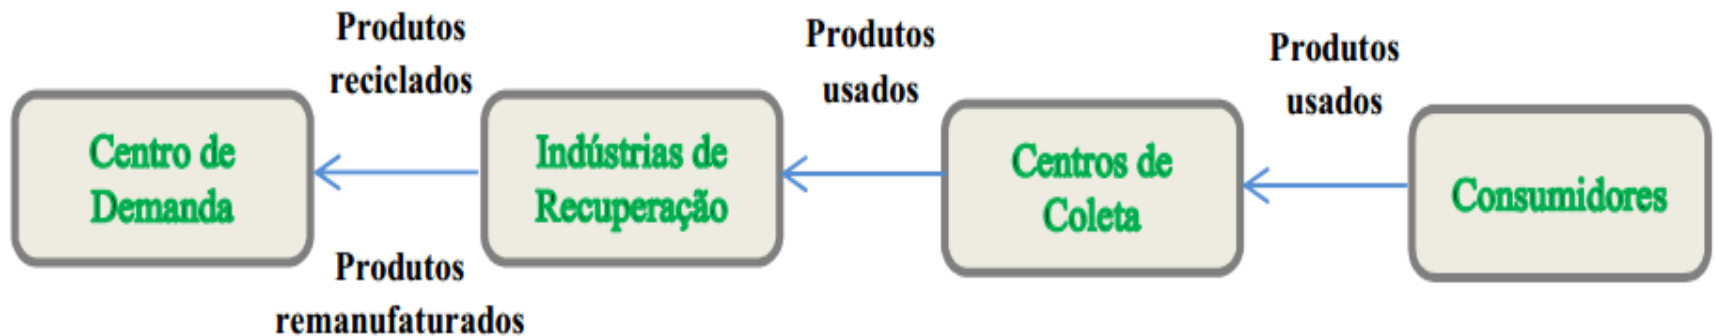 Produtos
reciclados
Produtos
usados
Produtos
usados
Centro de
Demanda
Indústrias de
Recuperação
Centros de
Coleta
Consumidores
Produtos
remanufaturados